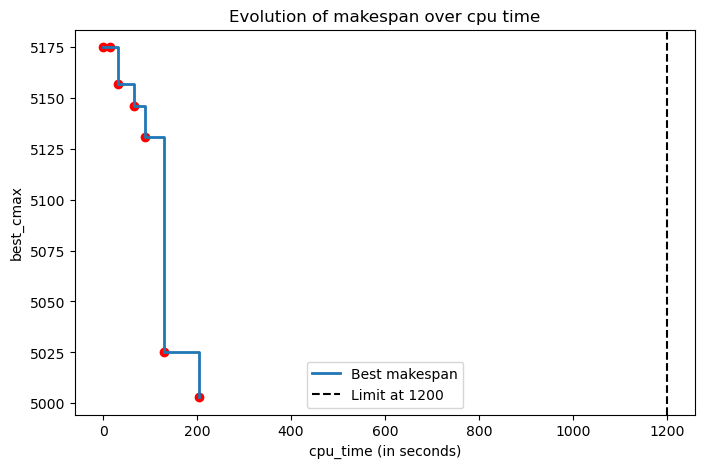 Evolution of makespan over cpu time
5175
5150
5125
5100
5075
5050
5025
5000
best_cmax
Best makespan
Limit at 1200
0 200 400 600 800 1000 1200
cpu_time (in seconds)